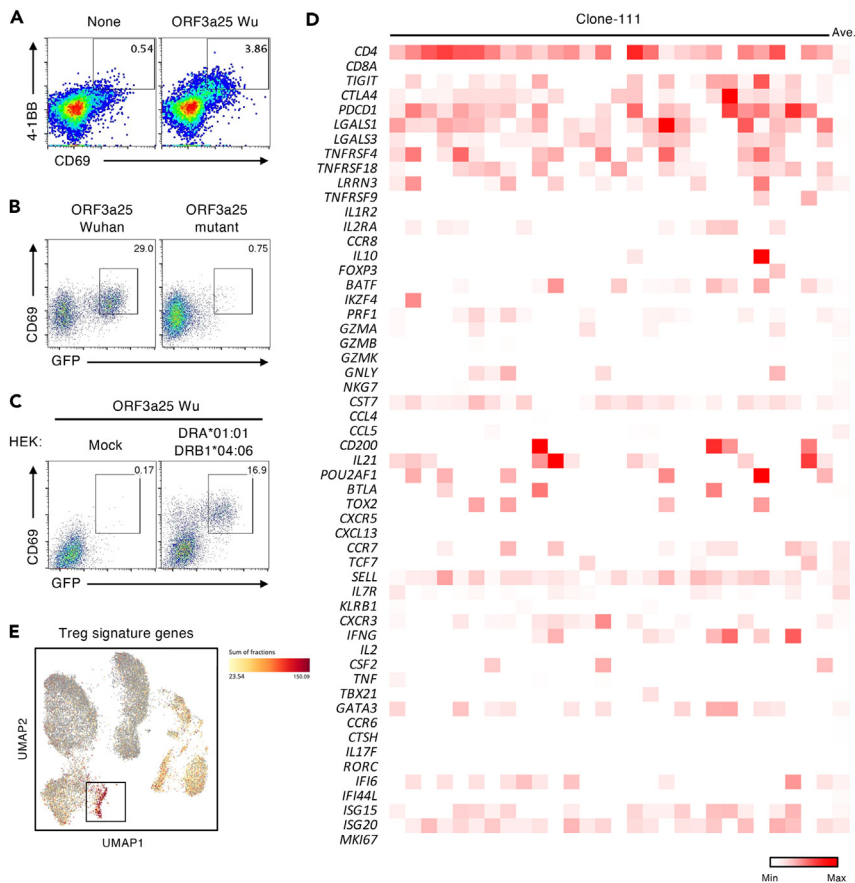 A
None
ORF3a25 Wu
0.54
3.86
4-1BB
CD69
B
ORF3a25
Wuhan
ORF3a25
mutant
29.0
0.75
CD69
GFP
C
ORF3a25 Wu
HEK:
Mock
DRA*01:01
DRB1*04:06
0.17
16.9
CD69
GFP
E
Treg signature genes
Sum of fractions
23.54
150.09
UMAP2
UMAP1
D
Clone-111
Ave.
CD4
CD8A
TIGIT
CTLA4
PDCD1
LGALS1
LGALS3
TNFRSF4
TNFRSF18
LRRN3
TNFRSF9
IL1R2
IL2RA
CCR8
IL10
FOXP3
BATF
IKZF4
PRF1
GZMA
GZMB
GZMK
GNLY
NKG7
CST7
CCL4
CCL5
CD200
IL21
POU2AF1
BTLA
TOX2
CXCR5
CXCL13
CCR7
TCF7
SELL
IL7R
KLRB1
CXCR3
IFNG
IL2
CSF2
TNF
TBX21
GATA3
CCR6
CTSH
IL17F
RORC
IFI6
IFI44L
ISG15
ISG20
MKI67
Min
Max